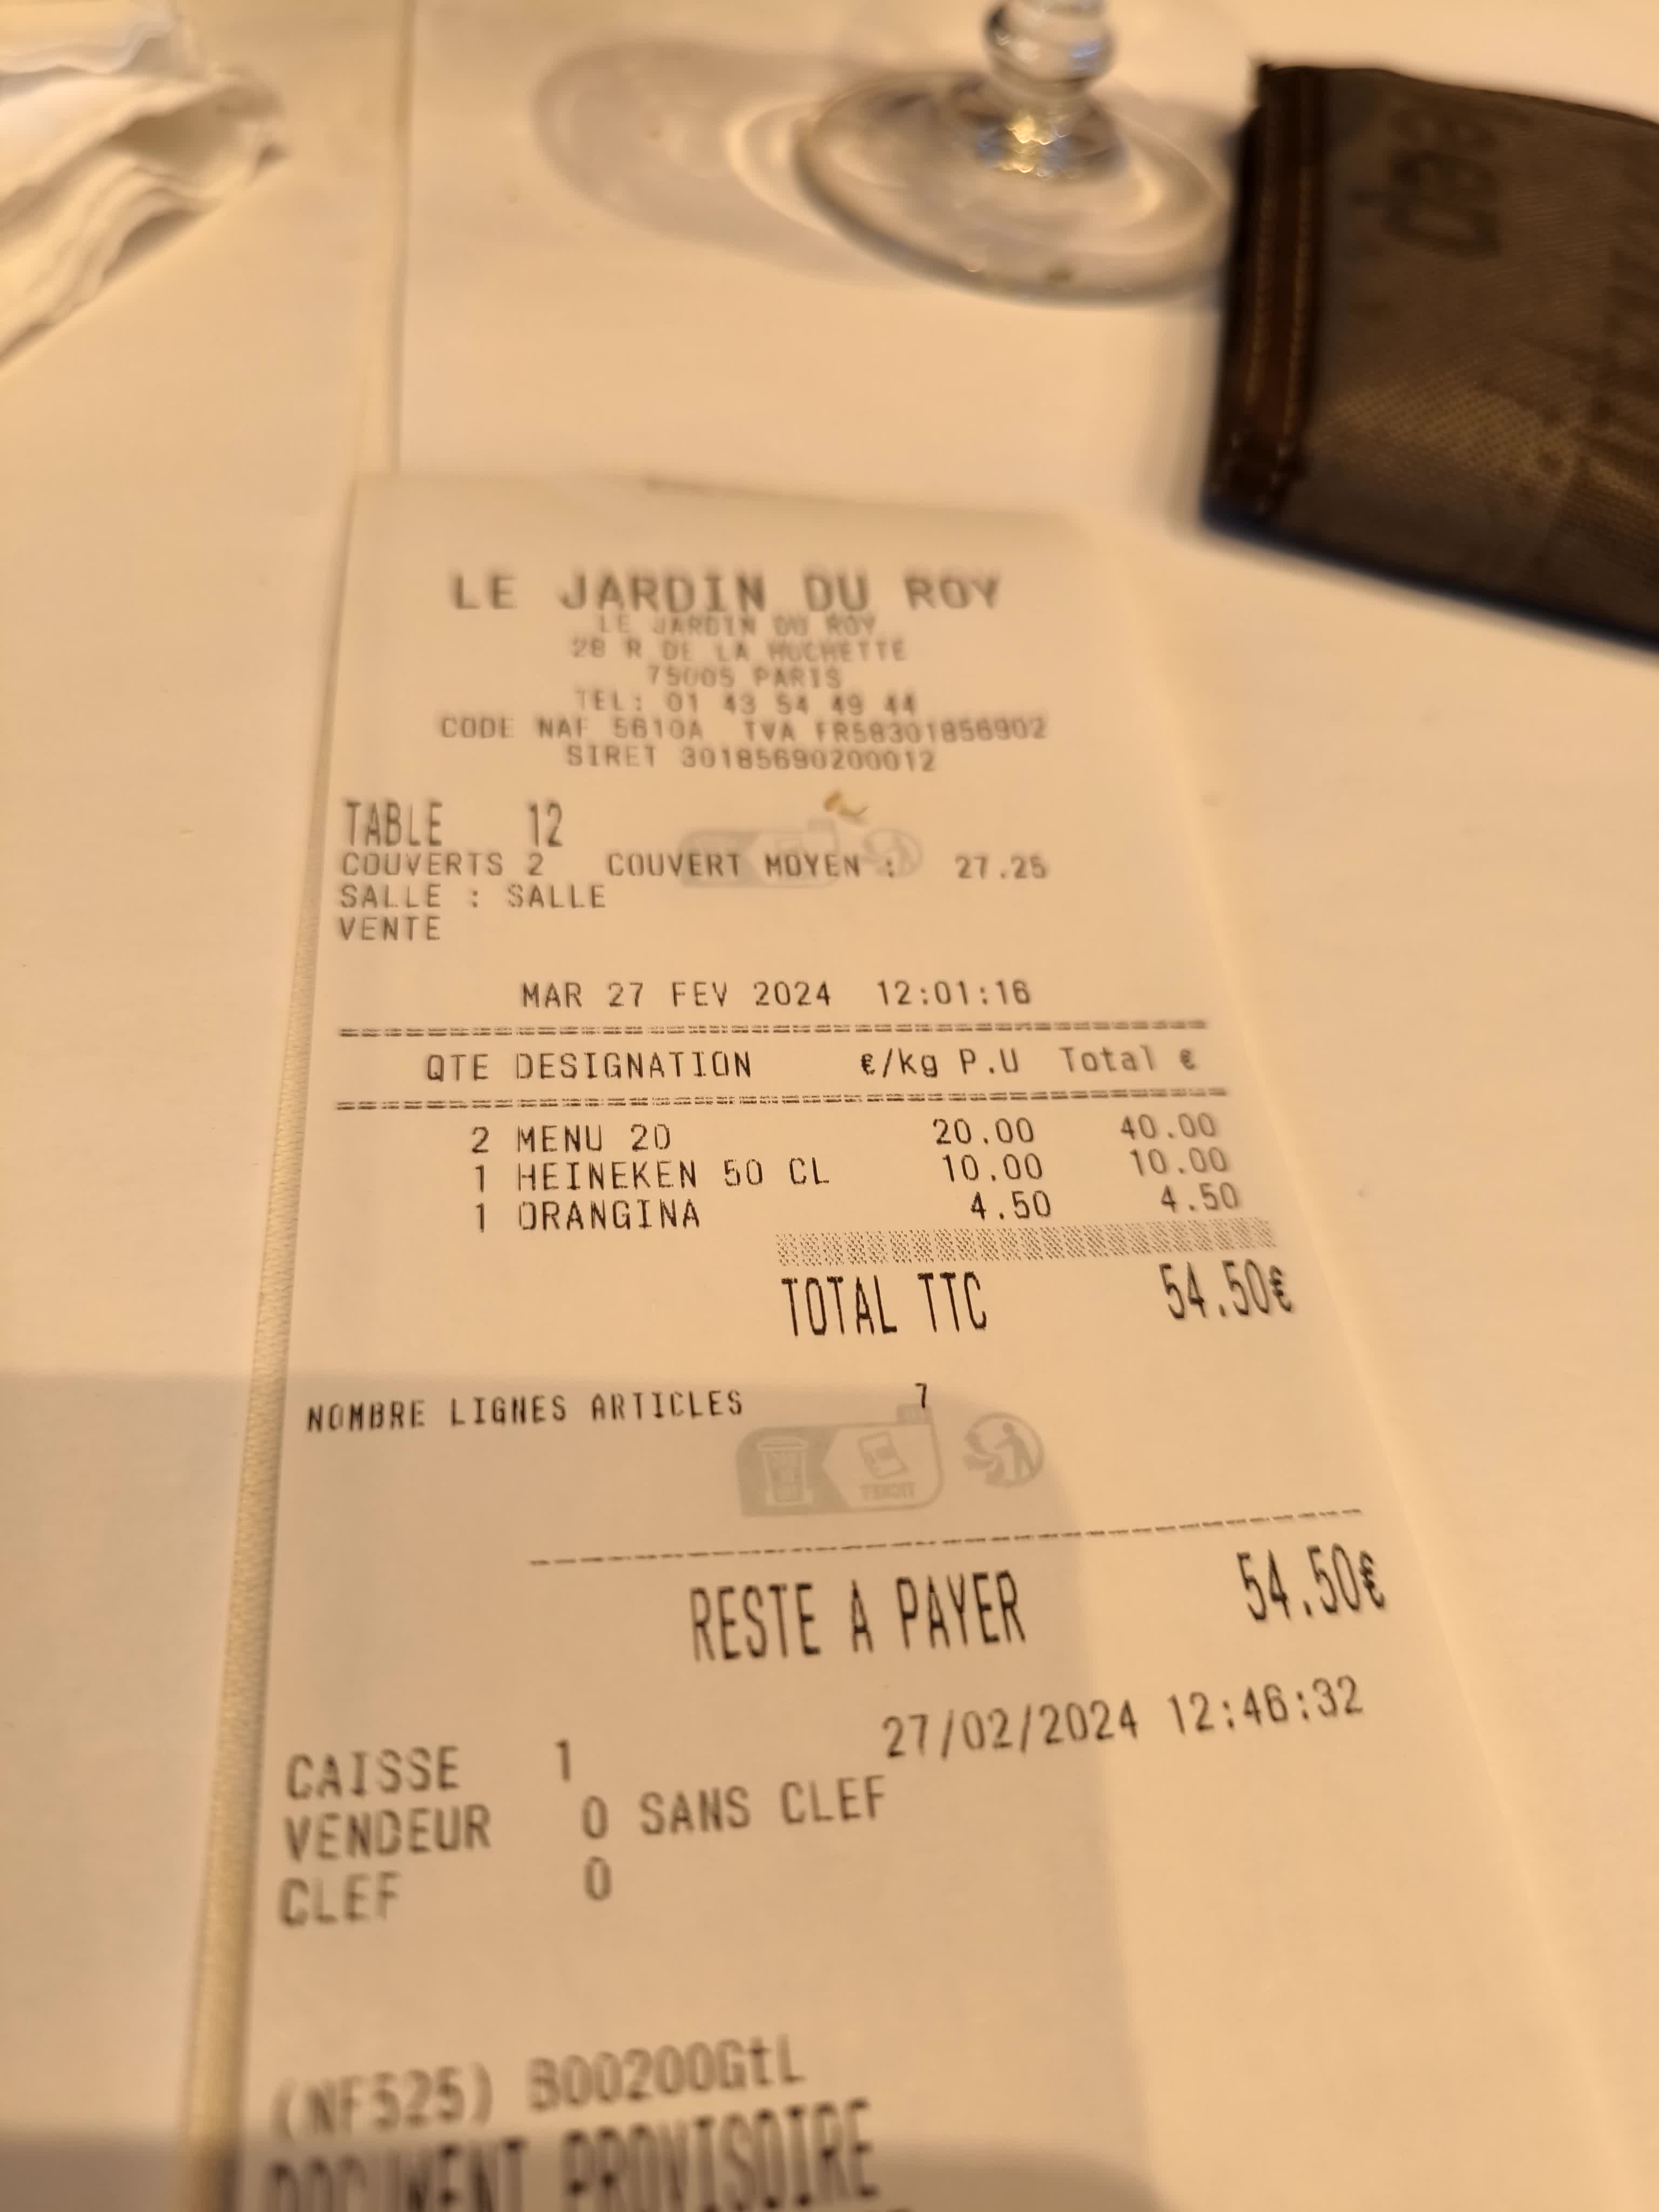 LE JARDIN DU ROY
LE JARDIN DU ROY
28 R DE LA HUCHETTE
75005 PARIS
TEL: 01 43 54 49 44
CODE NAF 5610A TVA FR58301856902
SIRET 30185690200012
TABLE 12
COUVERTS 2 COUVERT MOYEN : 27.25
SALLE : SALLE
VENTE
MAR 27 FEV 2024 12:01:16
QTE DESIGNATION €/kg P.U Total €
2 MENU 20 20.00 40.00
1 HEINEKEN 50 CL 10.00 10.00
1 ORANGINA 4.50 4.50
TOTAL TTC 54.50€
NOMBRE LIGNES ARTICLES 7
RESTE A PAYER 54.50€
27/02/2024 12:46:32
CAISSE 1
VENDEUR 0 SANS CLEF
CLEF 0
(NF525) B00200GtL
DOCUMENT PROVISOIRE